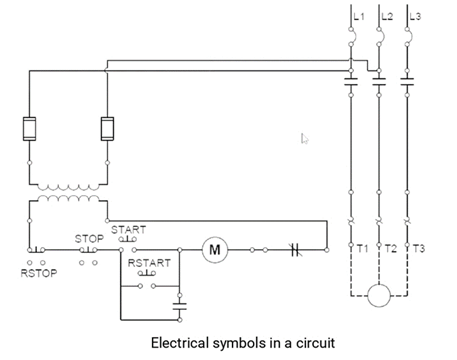 L1 L2 L3
START
STOP
RSTART
RSTOP
M
T1 T2 T3
Electrical symbols in a circuit